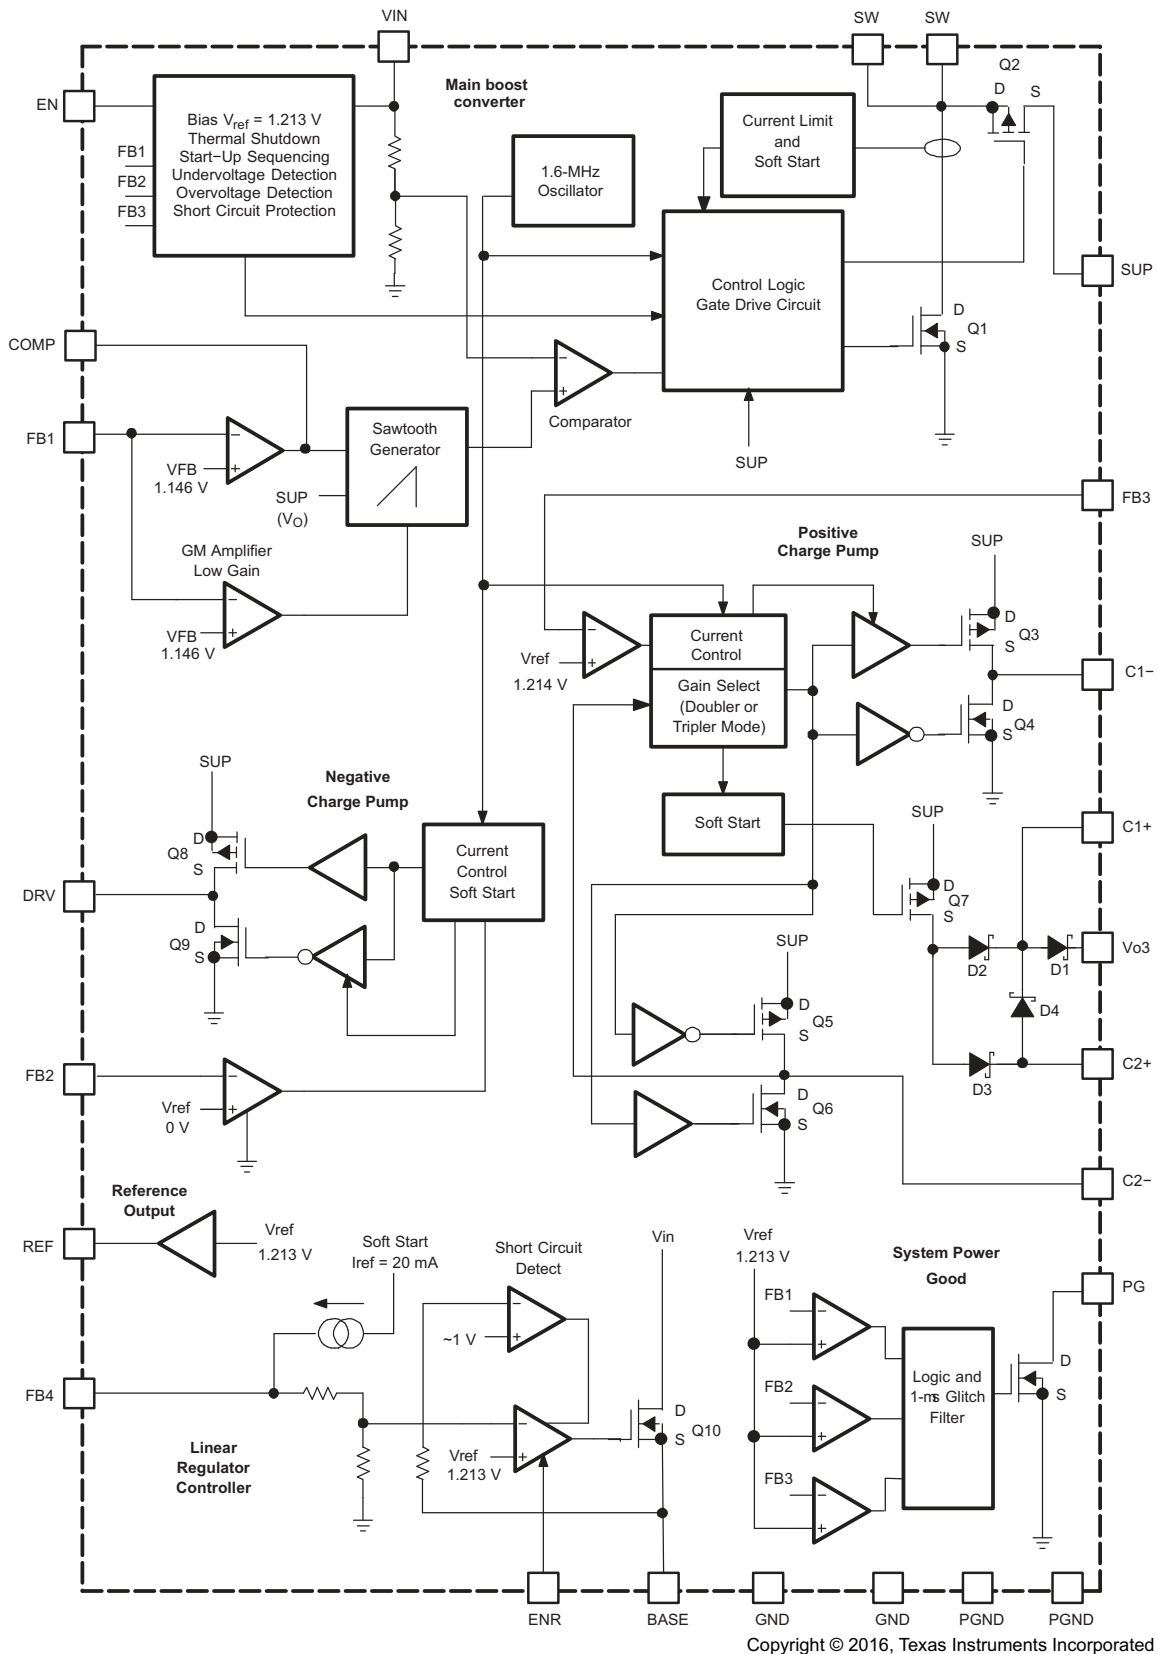 VIN
SW
SW
Q2
D
S
EN
Main boost
converter
Bias Vref = 1.213 V
Thermal Shutdown
Start−Up Sequencing
Undervoltage Detection
Overvoltage Detection
Short Circuit Protection
FB1
FB2
FB3
1.6-MHz
Oscillator
Current Limit
and
Soft Start
SUP
Control Logic
Gate Drive Circuit
D
Q1
S
COMP
Comparator
−
+
SUP
FB1
−
+
VFB
1.146 V
Sawtooth
Generator
SUP
(VO)
GM Amplifier
Low Gain
−
+
VFB
1.146 V
FB3
Positive
Charge Pump
SUP
−
+
Vref
1.214 V
Current
Control
Gain Select
(Doubler or
Tripler Mode)
D
Q3
S
C1−
D
Q4
S
Soft Start
SUP
C1+
Negative
Charge Pump
SUP
D
Q8
S
Current
Control
Soft Start
DRV
D
Q9
S
D
Q7
S
Vo3
D2
D1
D4
SUP
D
Q5
S
D3
C2+
FB2
−
+
Vref
0 V
D
Q6
S
C2−
Reference
Output
REF
Vref
1.213 V
Soft Start
Iref = 20 mA
Short Circuit
Detect
−
+
~1 V
Vin
Vref
1.213 V
System Power
Good
PG
FB1
−
+
FB2
−
+
FB3
−
+
Logic and
1-ms Glitch
Filter
D
S
FB4
−
+
Vref
1.213 V
D
Q10
S
Linear
Regulator
Controller
ENR
BASE
GND
GND
PGND
PGND
Copyright © 2016, Texas Instruments Incorporated